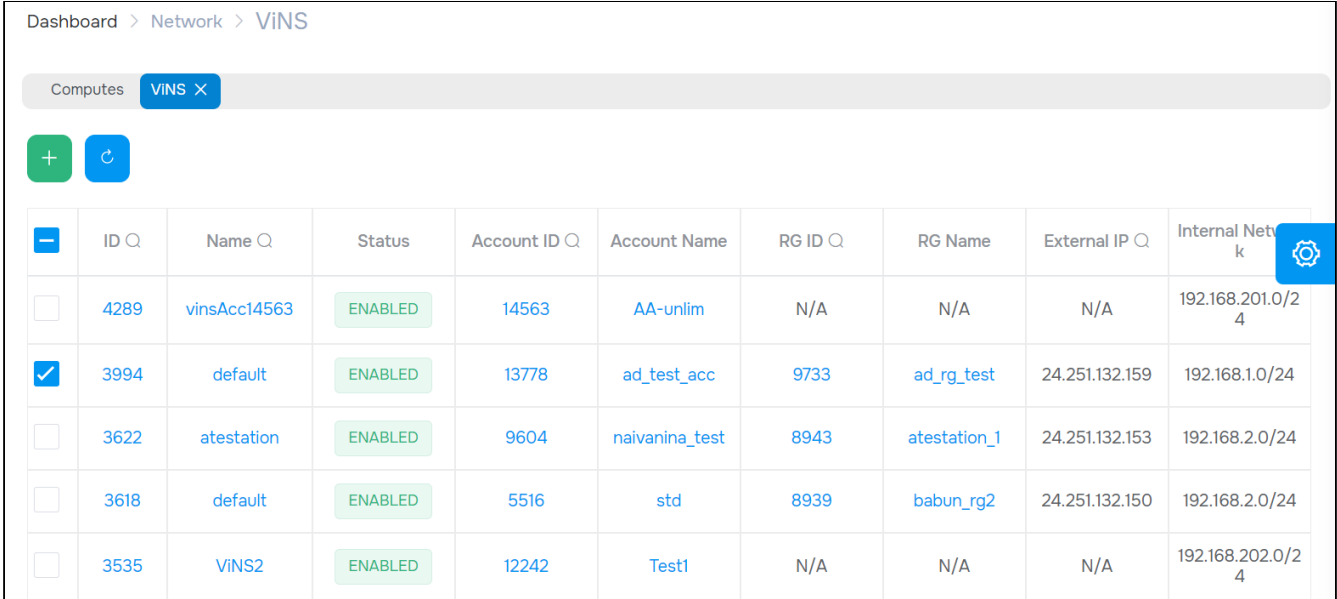 Dashboard > Network > ViNS
Computes ViNS
ID Name Status Account ID Account Name RG ID RG Name External IP Internal Netw
k
4289 vinsAcc14563 ENABLED 14563 AA-unlim N/A N/A N/A 192.168.201.0/2
4
3994 default ENABLED 13778 ad_test_acc 9733 ad_rg_test 24.251.132.159 192.168.1.0/24
3622 atestation ENABLED 9604 naivanina_test 8943 atestation_1 24.251.132.153 192.168.2.0/24
3618 default ENABLED 5516 std 8939 babun_rg2 24.251.132.150 192.168.2.0/24
3535 ViNS2 ENABLED 12242 Test1 N/A N/A N/A 192.168.202.0/2
4